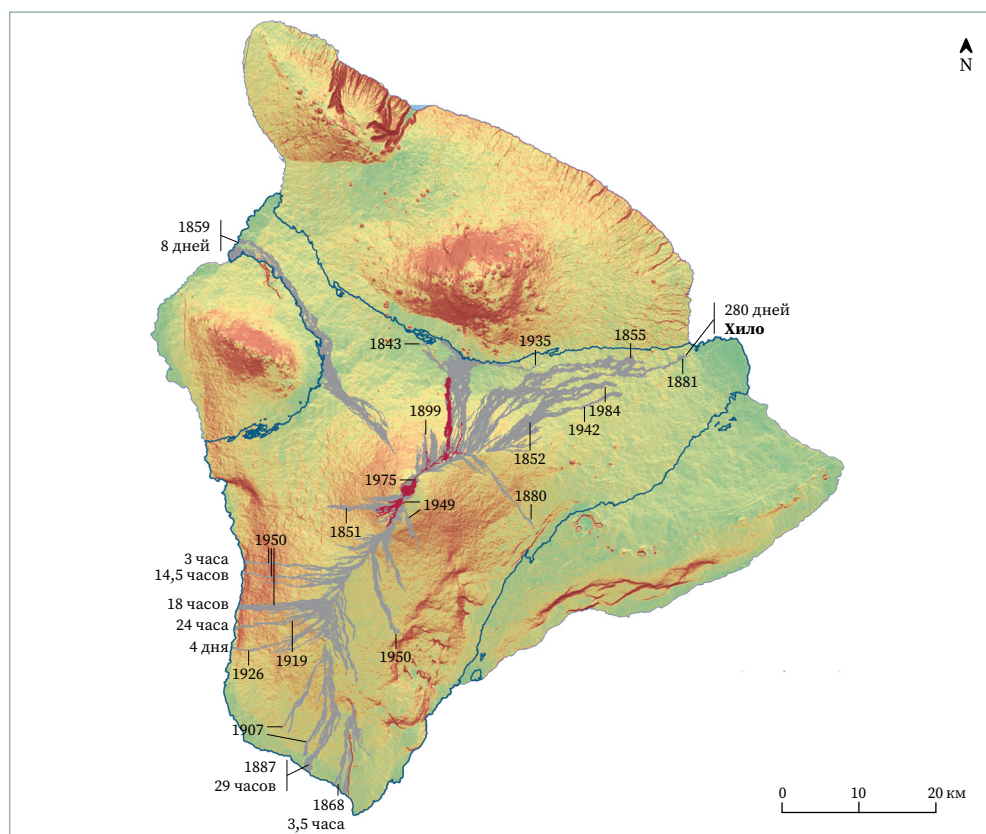 N
1859
8 дней
280 дней
Хило
1843
1935
1855
1881
1984
1942
1899
1852
1975
1949
1880
1851
1950
3 часа
14,5 часов
18 часов
24 часа
4 дня
1919
1950
1926
1907
1887
29 часов
1868
3,5 часа
0 10 20 км